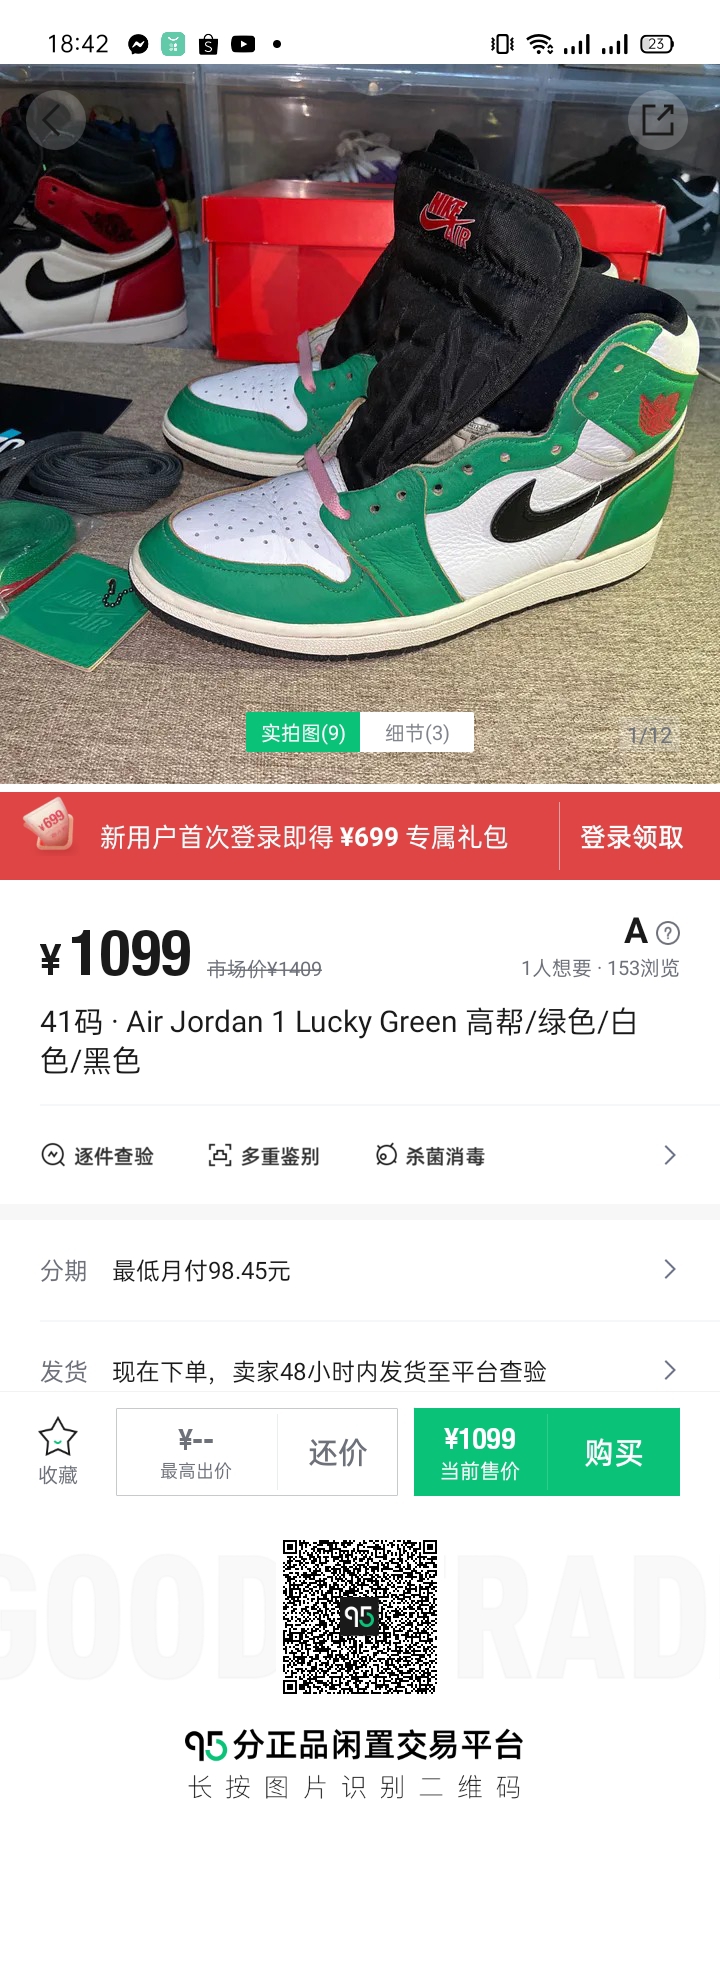 18:42
23
NIKE
AIR
实拍图(9)
细节(3)
1/12
¥699
新用户首次登录即得 ¥699 专属礼包
登录领取
¥1099 市场价¥1409
A ?
1人想要 · 153浏览
41码 · Air Jordan 1 Lucky Green 高帮/绿色/白
色/黑色
逐件查验
多重鉴别
杀菌消毒
分期 最低月付98.45元
发货 现在下单，卖家48小时内发货至平台查验
收藏
¥--
最高出价
还价
¥1099
当前售价
购买
GOOD
RAD
95
95分正品闲置交易平台
长按图片识别二维码